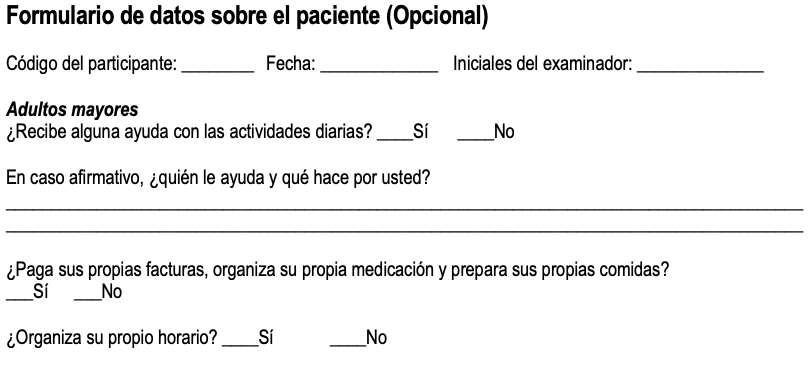 Formulario de datos sobre el paciente (Opcional)
Código del participante: ________ Fecha: _____________ Iniciales del examinador: ______________
Adultos mayores
¿Recibe alguna ayuda con las actividades diarias? ____Sí ____No
En caso afirmativo, ¿quién le ayuda y qué hace por usted?
________________________________________________________________________________________
________________________________________________________________________________________
¿Paga sus propias facturas, organiza su propia medicación y prepara sus propias comidas?
___Sí ___No
¿Organiza su propio horario? ____Sí ____No